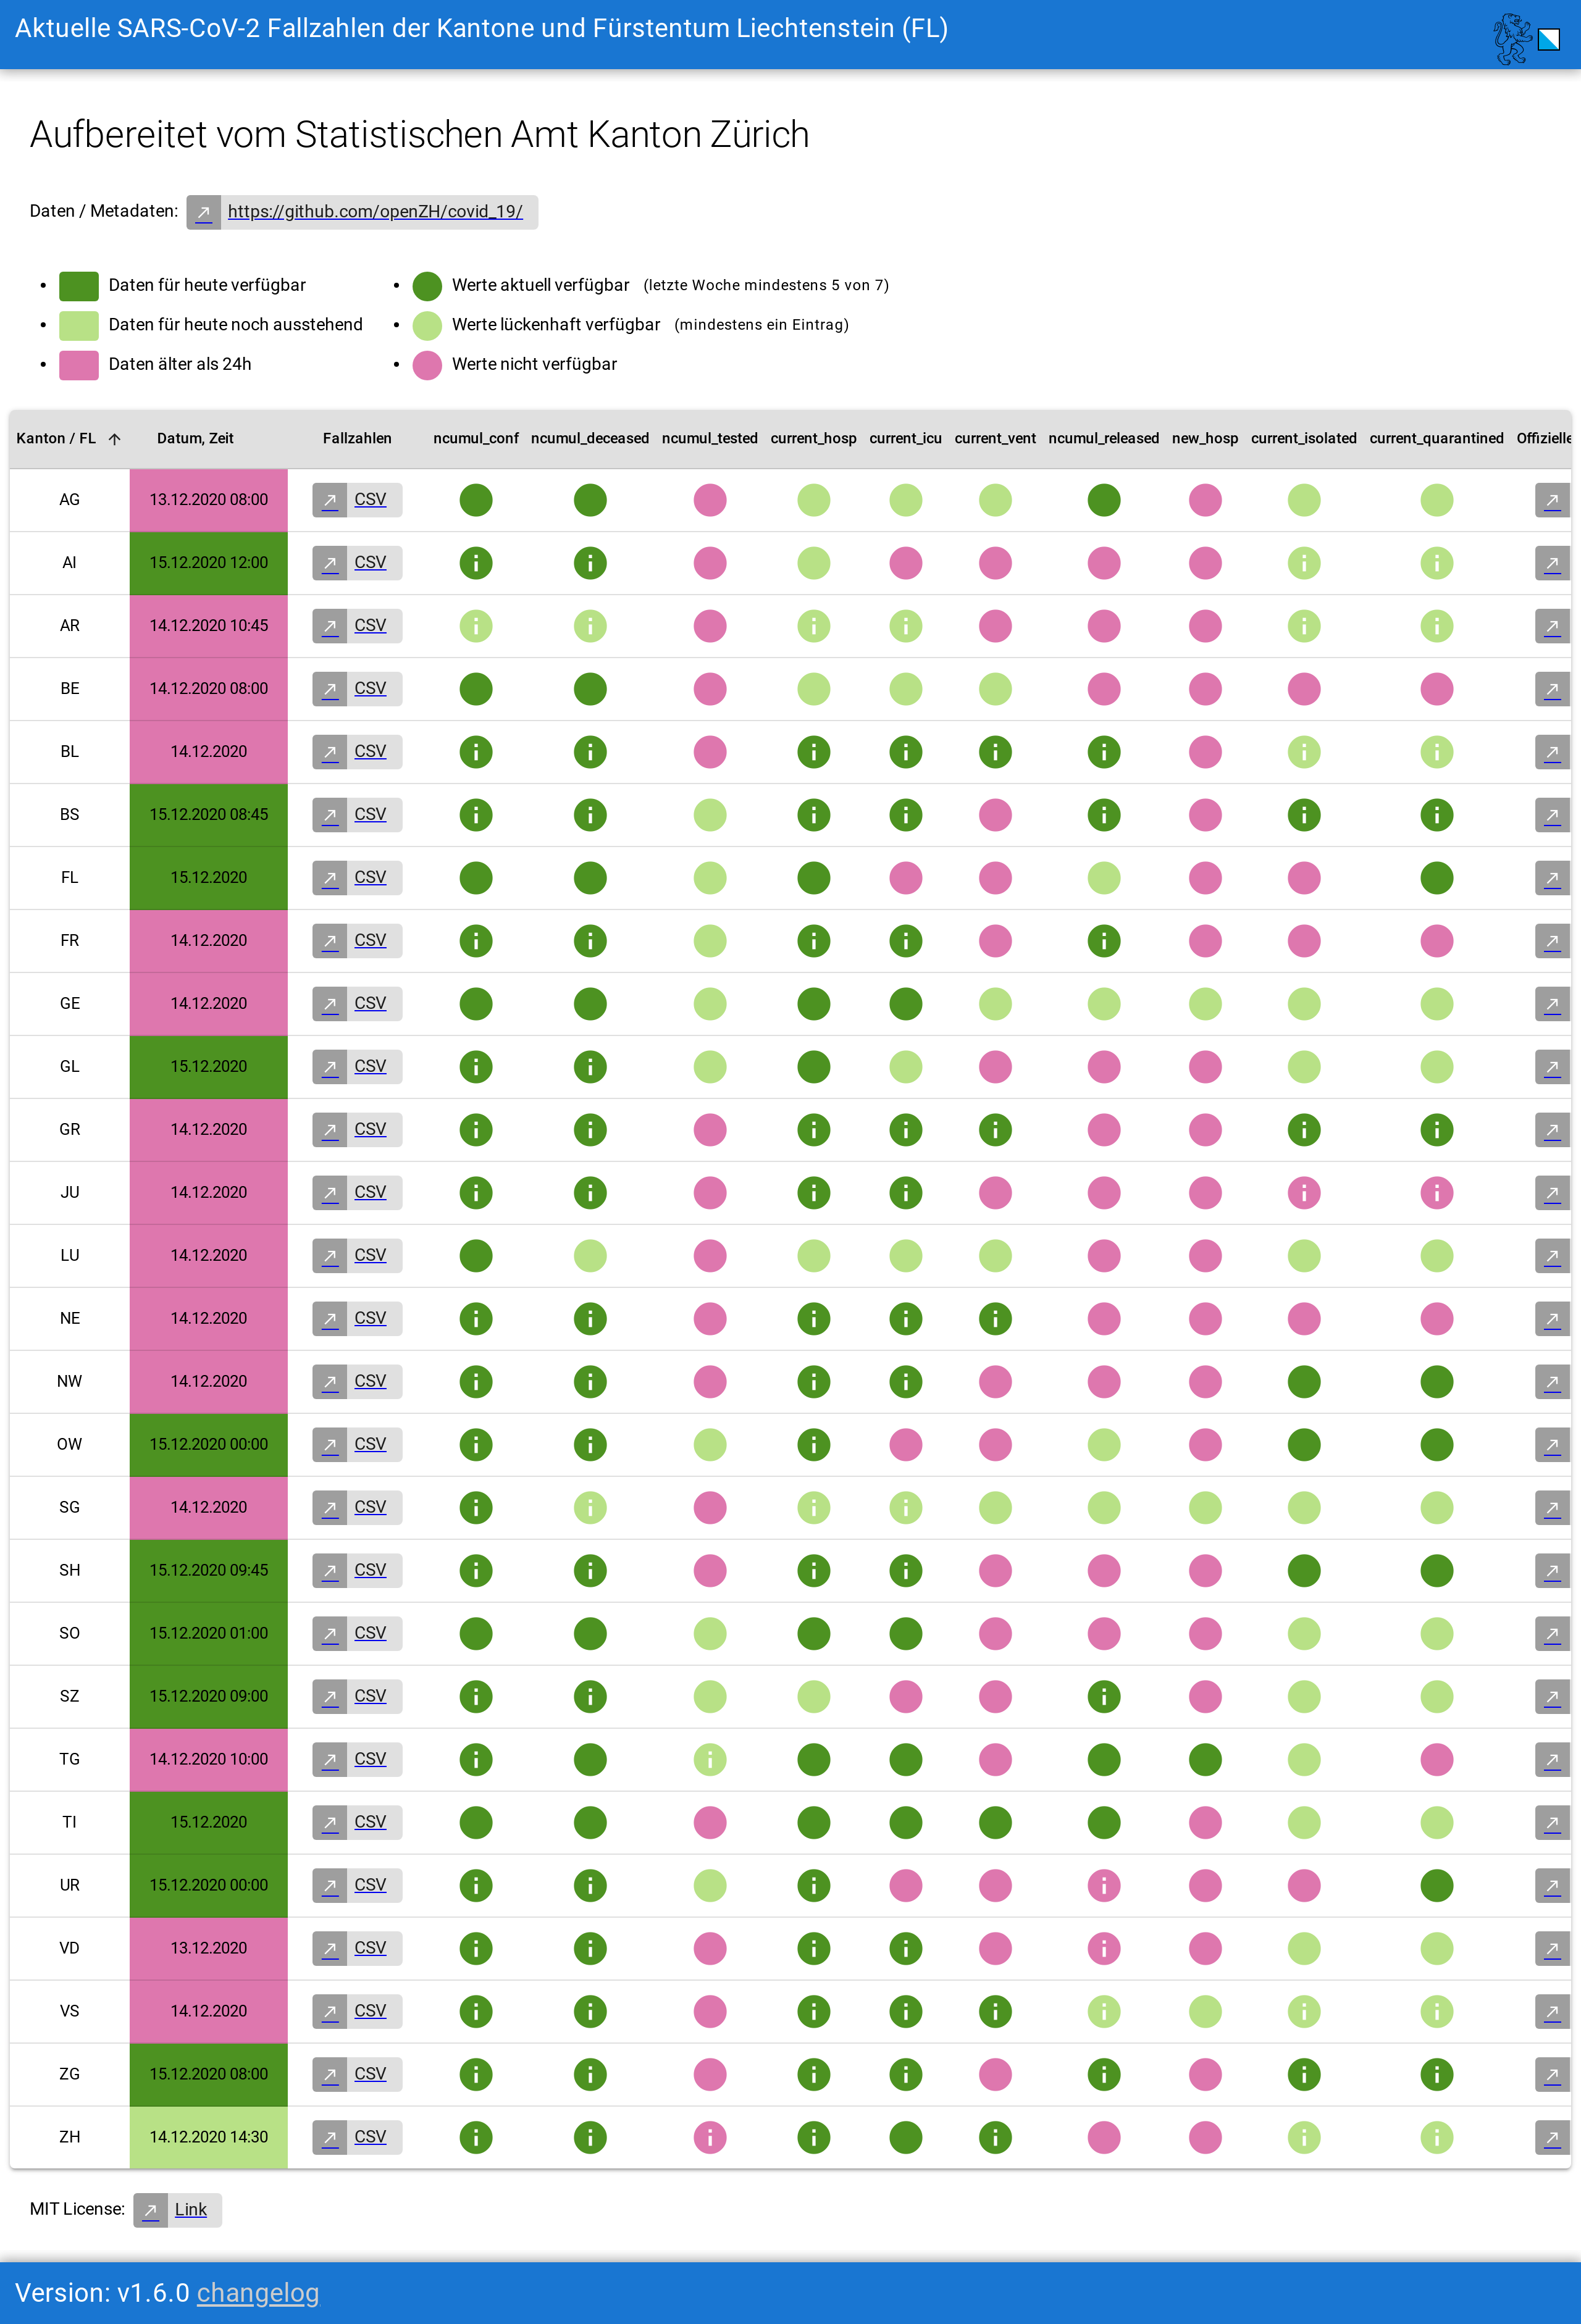 Aktuelle SARS-CoV-2 Fallzahlen der Kantone und Fürstentum Liechtenstein (FL)
Aufbereitet vom Statistischen Amt Kanton Zürich
Daten / Metadaten: https://github.com/openZH/covid_19/
Daten für heute verfügbar
Daten für heute noch ausstehend
Daten älter als 24h
Werte aktuell verfügbar (letzte Woche mindestens 5 von 7)
Werte lückenhaft verfügbar (mindestens ein Eintrag)
Werte nicht verfügbar
Kanton / FL Datum, Zeit Fallzahlen ncumul_conf ncumul_deceased ncumul_tested current_hosp current_icu current_vent ncumul_released new_hosp current_isolated current_quarantined Offizielle
AG 13.12.2020 08:00 CSV
AI 15.12.2020 12:00 CSV
AR 14.12.2020 10:45 CSV
BE 14.12.2020 08:00 CSV
BL 14.12.2020 CSV
BS 15.12.2020 08:45 CSV
FL 15.12.2020 CSV
FR 14.12.2020 CSV
GE 14.12.2020 CSV
GL 15.12.2020 CSV
GR 14.12.2020 CSV
JU 14.12.2020 CSV
LU 14.12.2020 CSV
NE 14.12.2020 CSV
NW 14.12.2020 CSV
OW 15.12.2020 00:00 CSV
SG 14.12.2020 CSV
SH 15.12.2020 09:45 CSV
SO 15.12.2020 01:00 CSV
SZ 15.12.2020 09:00 CSV
TG 14.12.2020 10:00 CSV
TI 15.12.2020 CSV
UR 15.12.2020 00:00 CSV
VD 13.12.2020 CSV
VS 14.12.2020 CSV
ZG 15.12.2020 08:00 CSV
ZH 14.12.2020 14:30 CSV
MIT License: Link
Version: v1.6.0 changelog